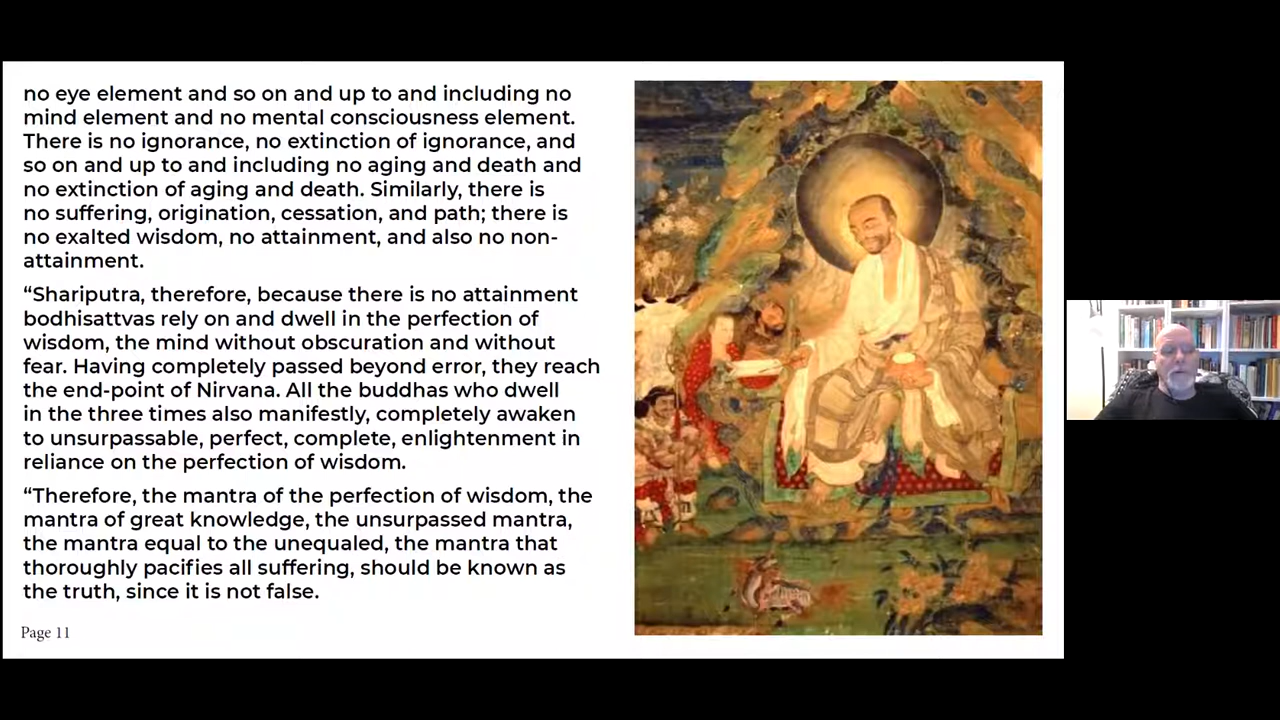 no eye element and so on and up to and including no
mind element and no mental consciousness element.
There is no ignorance, no extinction of ignorance, and
so on and up to and including no aging and death and
no extinction of aging and death. Similarly, there is
no suffering, origination, cessation, and path; there is
no exalted wisdom, no attainment, and also no non-
attainment.
“Shariputra, therefore, because there is no attainment
bodhisattvas rely on and dwell in the perfection of
wisdom, the mind without obscuration and without
fear. Having completely passed beyond error, they reach
the end-point of Nirvana. All the buddhas who dwell
in the three times also manifestly, completely awaken
to unsurpassable, perfect, complete, enlightenment in
reliance on the perfection of wisdom.
“Therefore, the mantra of the perfection of wisdom, the
mantra of great knowledge, the unsurpassed mantra,
the mantra equal to the unequaled, the mantra that
thoroughly pacifies all suffering, should be known as
the truth, since it is not false.
Page 11